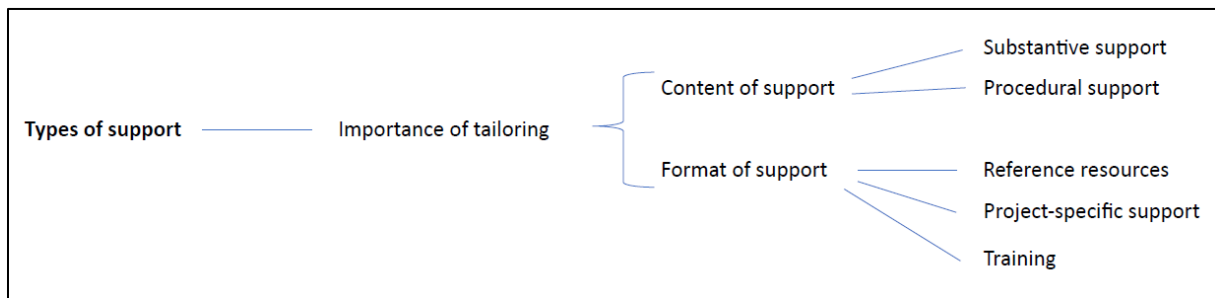 Types of support
Importance of tailoring
Content of support
Substantive support
Procedural support
Format of support
Reference resources
Project-specific support
Training